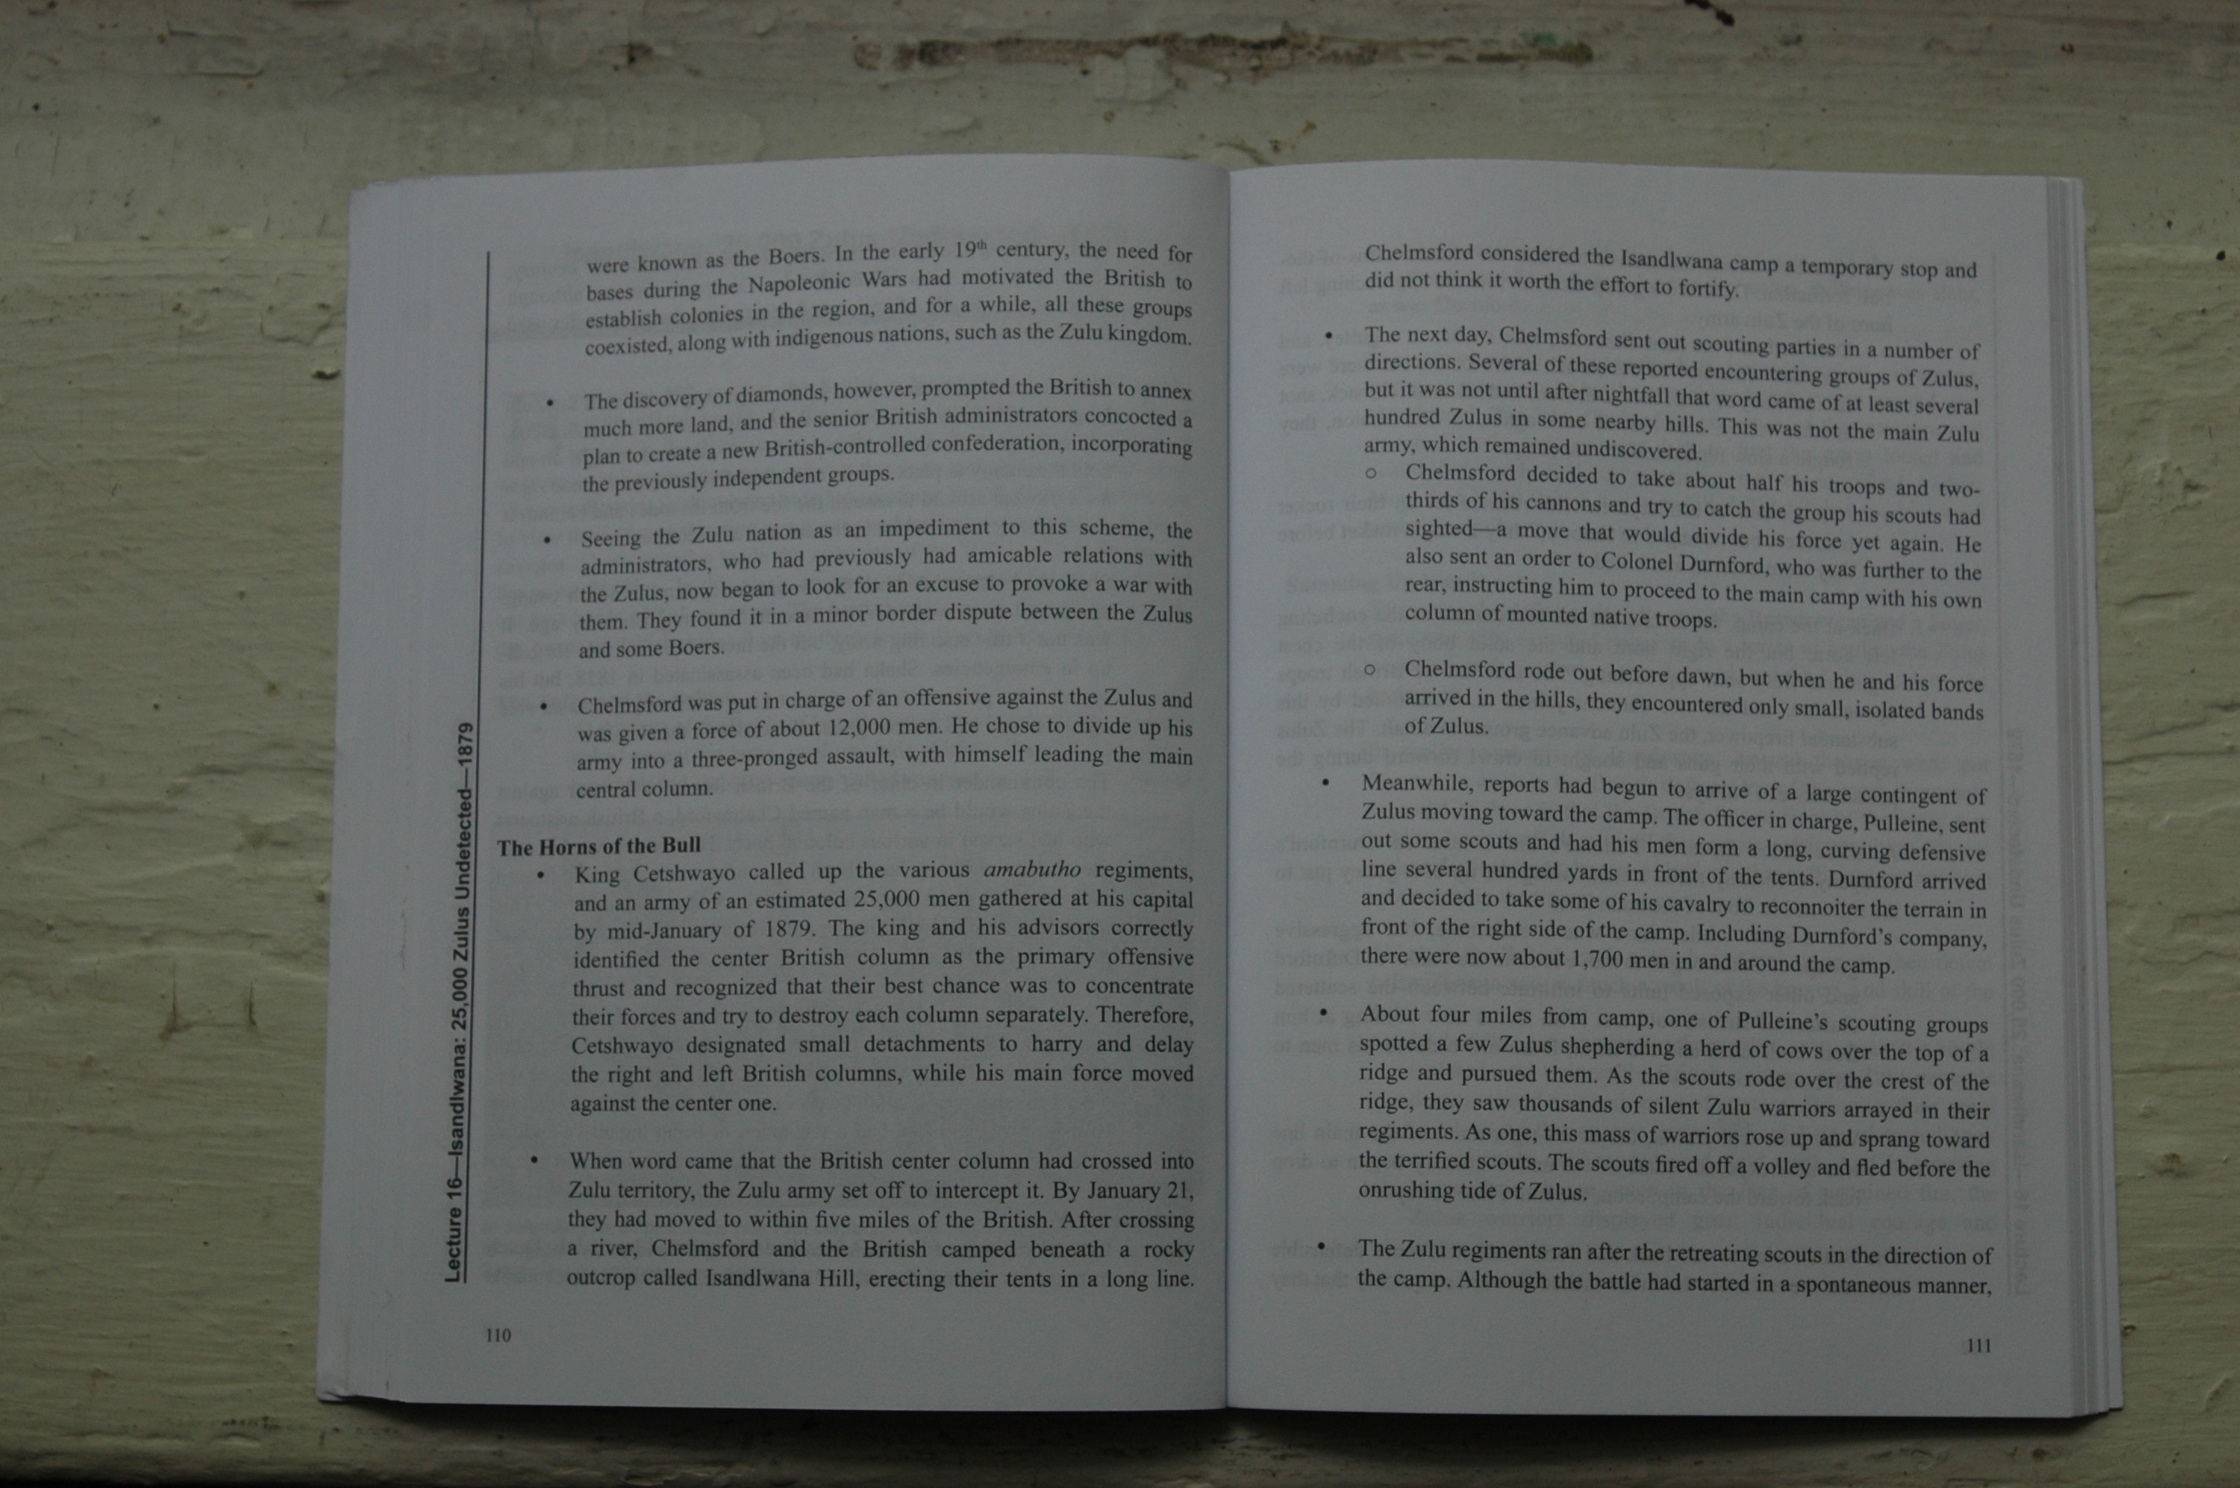 were known as the Boers. In the early 19th century, the need for
bases during the Napoleonic Wars had motivated the British to
establish colonies in the region, and for a while, all these groups
coexisted, along with indigenous nations, such as the Zulu kingdom.
• The discovery of diamonds, however, prompted the British to annex
much more land, and the senior British administrators concocted a
plan to create a new British-controlled confederation, incorporating
the previously independent groups.
• Seeing the Zulu nation as an impediment to this scheme, the
administrators, who had previously had amicable relations with
the Zulus, now began to look for an excuse to provoke a war with
them. They found it in a minor border dispute between the Zulus
and some Boers.
• Chelmsford was put in charge of an offensive against the Zulus and
was given a force of about 12,000 men. He chose to divide up his
army into a three-pronged assault, with himself leading the main
central column.
The Horns of the Bull
• King Cetshwayo called up the various amabutho regiments,
and an army of an estimated 25,000 men gathered at his capital
by mid-January of 1879. The king and his advisors correctly
identified the center British column as the primary offensive
thrust and recognized that their best chance was to concentrate
their forces and try to destroy each column separately. Therefore,
Cetshwayo designated small detachments to harry and delay
the right and left British columns, while his main force moved
against the center one.
• When word came that the British center column had crossed into
Zulu territory, the Zulu army set off to intercept it. By January 21,
they had moved to within five miles of the British. After crossing
a river, Chelmsford and the British camped beneath a rocky
outcrop called Isandlwana Hill, erecting their tents in a long line.
Lecture 16—Isandlwana: 25,000 Zulus Undetected—1879
110
Chelmsford considered the Isandlwana camp a temporary stop and
did not think it worth the effort to fortify.
• The next day, Chelmsford sent out scouting parties in a number of
directions. Several of these reported encountering groups of Zulus,
but it was not until after nightfall that word came of at least several
hundred Zulus in some nearby hills. This was not the main Zulu
army, which remained undiscovered.
○ Chelmsford decided to take about half his troops and two-
thirds of his cannons and try to catch the group his scouts had
sighted—a move that would divide his force yet again. He
also sent an order to Colonel Durnford, who was further to the
rear, instructing him to proceed to the main camp with his own
column of mounted native troops.
○ Chelmsford rode out before dawn, but when he and his force
arrived in the hills, they encountered only small, isolated bands
of Zulus.
• Meanwhile, reports had begun to arrive of a large contingent of
Zulus moving toward the camp. The officer in charge, Pulleine, sent
out some scouts and had his men form a long, curving defensive
line several hundred yards in front of the tents. Durnford arrived
and decided to take some of his cavalry to reconnoiter the terrain in
front of the right side of the camp. Including Durnford's company,
there were now about 1,700 men in and around the camp.
• About four miles from camp, one of Pulleine's scouting groups
spotted a few Zulus shepherding a herd of cows over the top of a
ridge and pursued them. As the scouts rode over the crest of the
ridge, they saw thousands of silent Zulu warriors arrayed in their
regiments. As one, this mass of warriors rose up and sprang toward
the terrified scouts. The scouts fired off a volley and fled before the
onrushing tide of Zulus.
• The Zulu regiments ran after the retreating scouts in the direction of
the camp. Although the battle had started in a spontaneous manner,
111